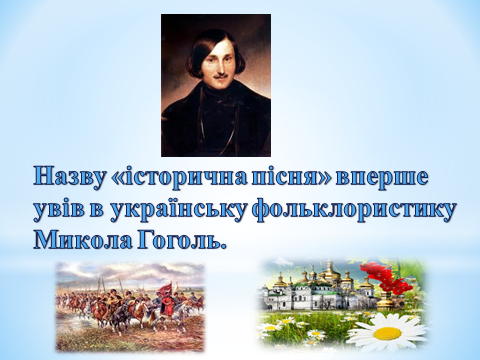 Назву «історична пісня» вперше
увів в українську фольклористику
Микола Гоголь.